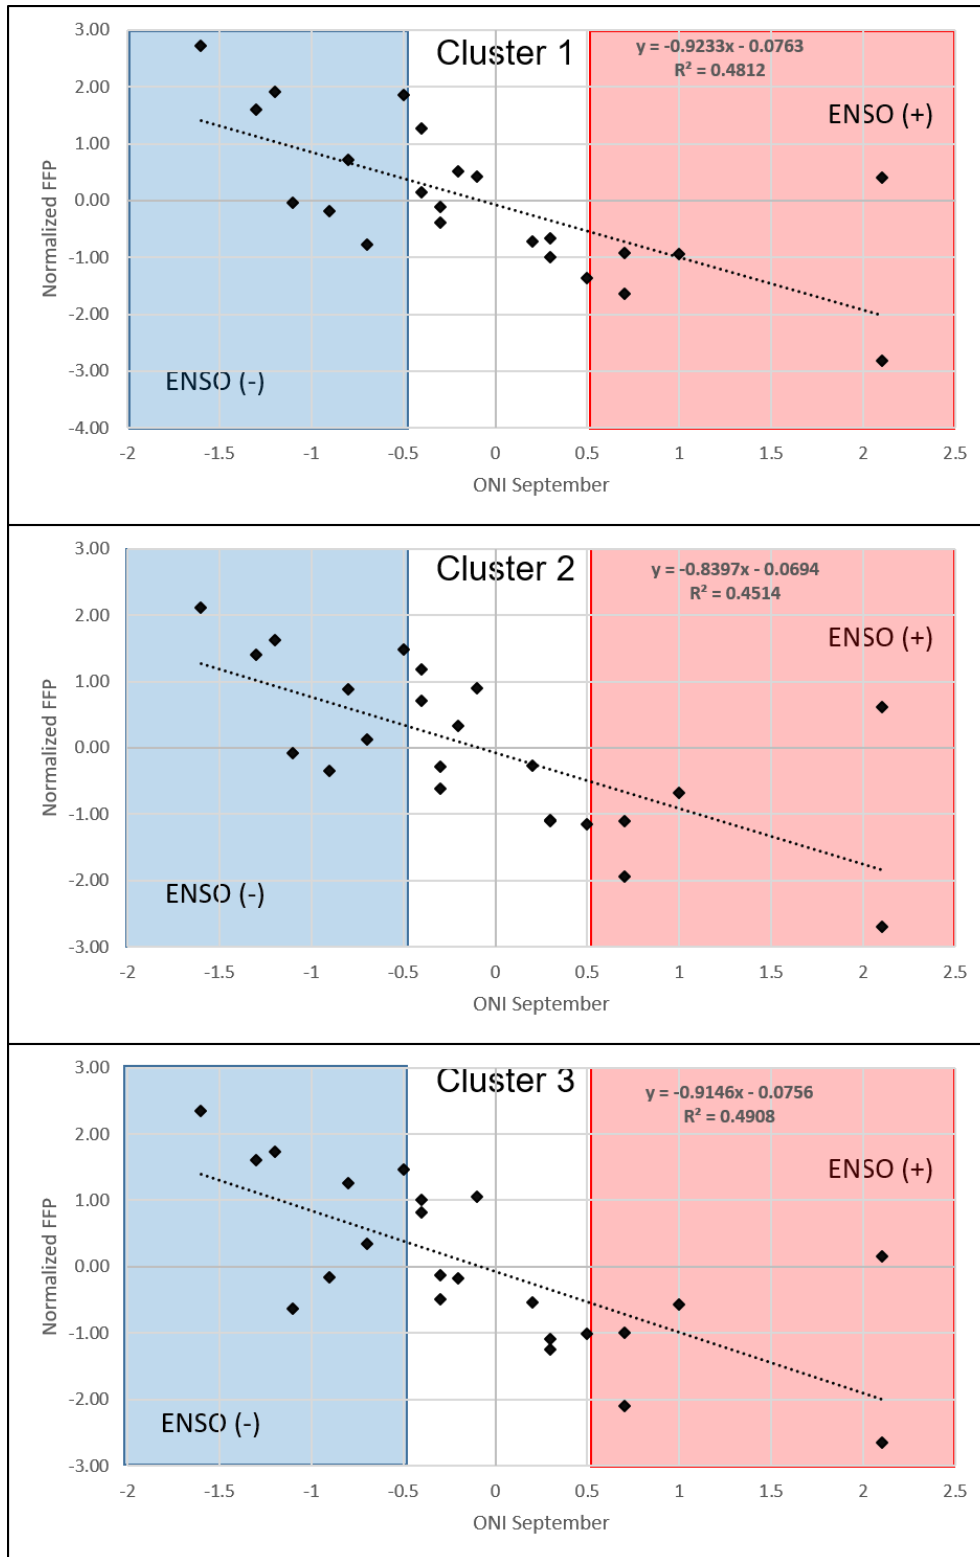 Cluster 1
y = -0.9233x - 0.0763
R² = 0.4812
ENSO (+)
ENSO (-)
Normalized FFP
3.00
2.00
1.00
0.00
-1.00
-2.00
-3.00
-4.00
-2 -1.5 -1 -0.5 0 0.5 1 1.5 2 2.5
ONI September
Cluster 2
y = -0.8397x - 0.0694
R² = 0.4514
ENSO (+)
ENSO (-)
Normalized FFP
3.00
2.00
1.00
0.00
-1.00
-2.00
-3.00
-2 -1.5 -1 -0.5 0 0.5 1 1.5 2 2.5
ONI September
Cluster 3
y = -0.9146x - 0.0756
R² = 0.4908
ENSO (+)
ENSO (-)
Normalized FFP
3.00
2.00
1.00
0.00
-1.00
-2.00
-3.00
-2 -1.5 -1 -0.5 0 0.5 1 1.5 2 2.5
ONI September